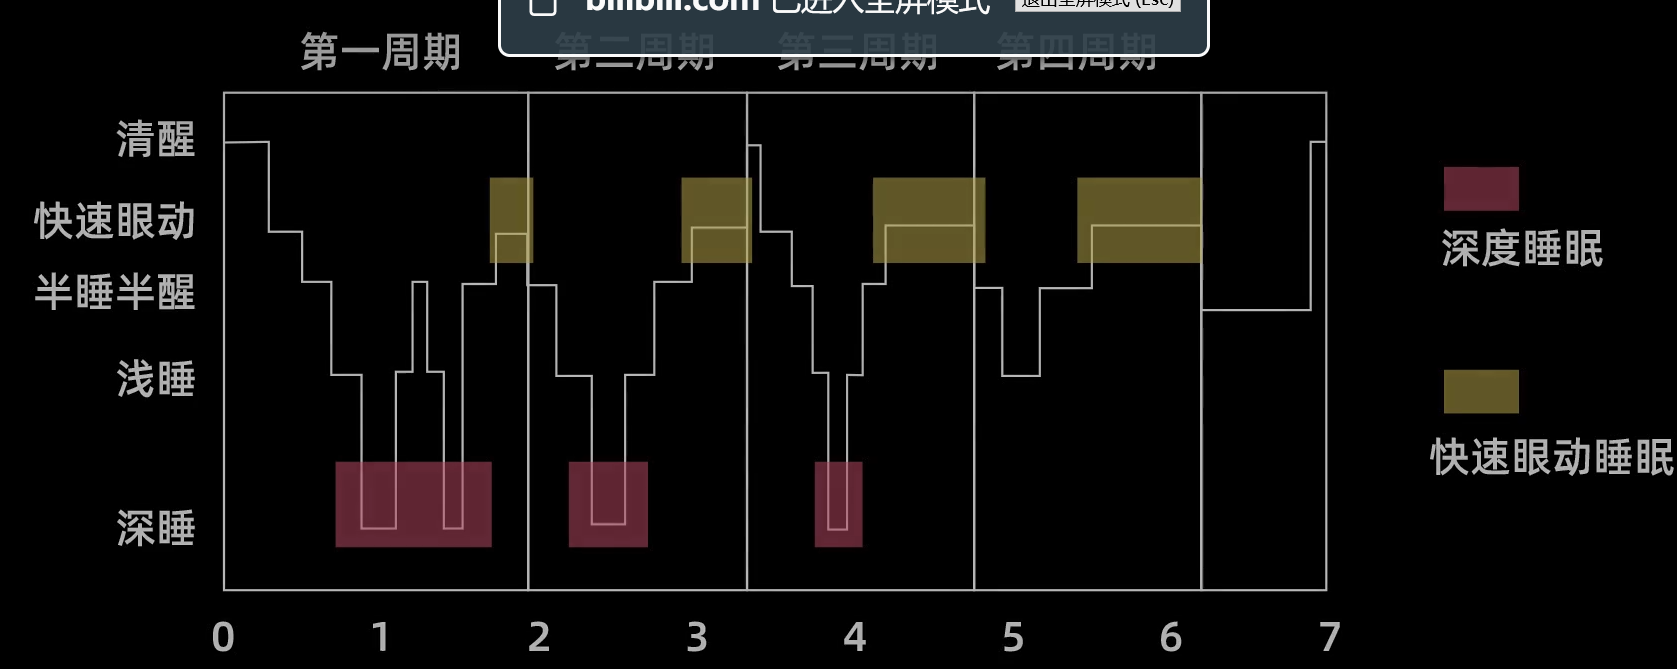 bilibili.com 已进入全屏模式 退出全屏模式 (Esc)
第一周期 第二周期 第三周期 第四周期
清醒
快速眼动
半睡半醒
浅睡
深睡
深度睡眠
快速眼动睡眠
0 1 2 3 4 5 6 7